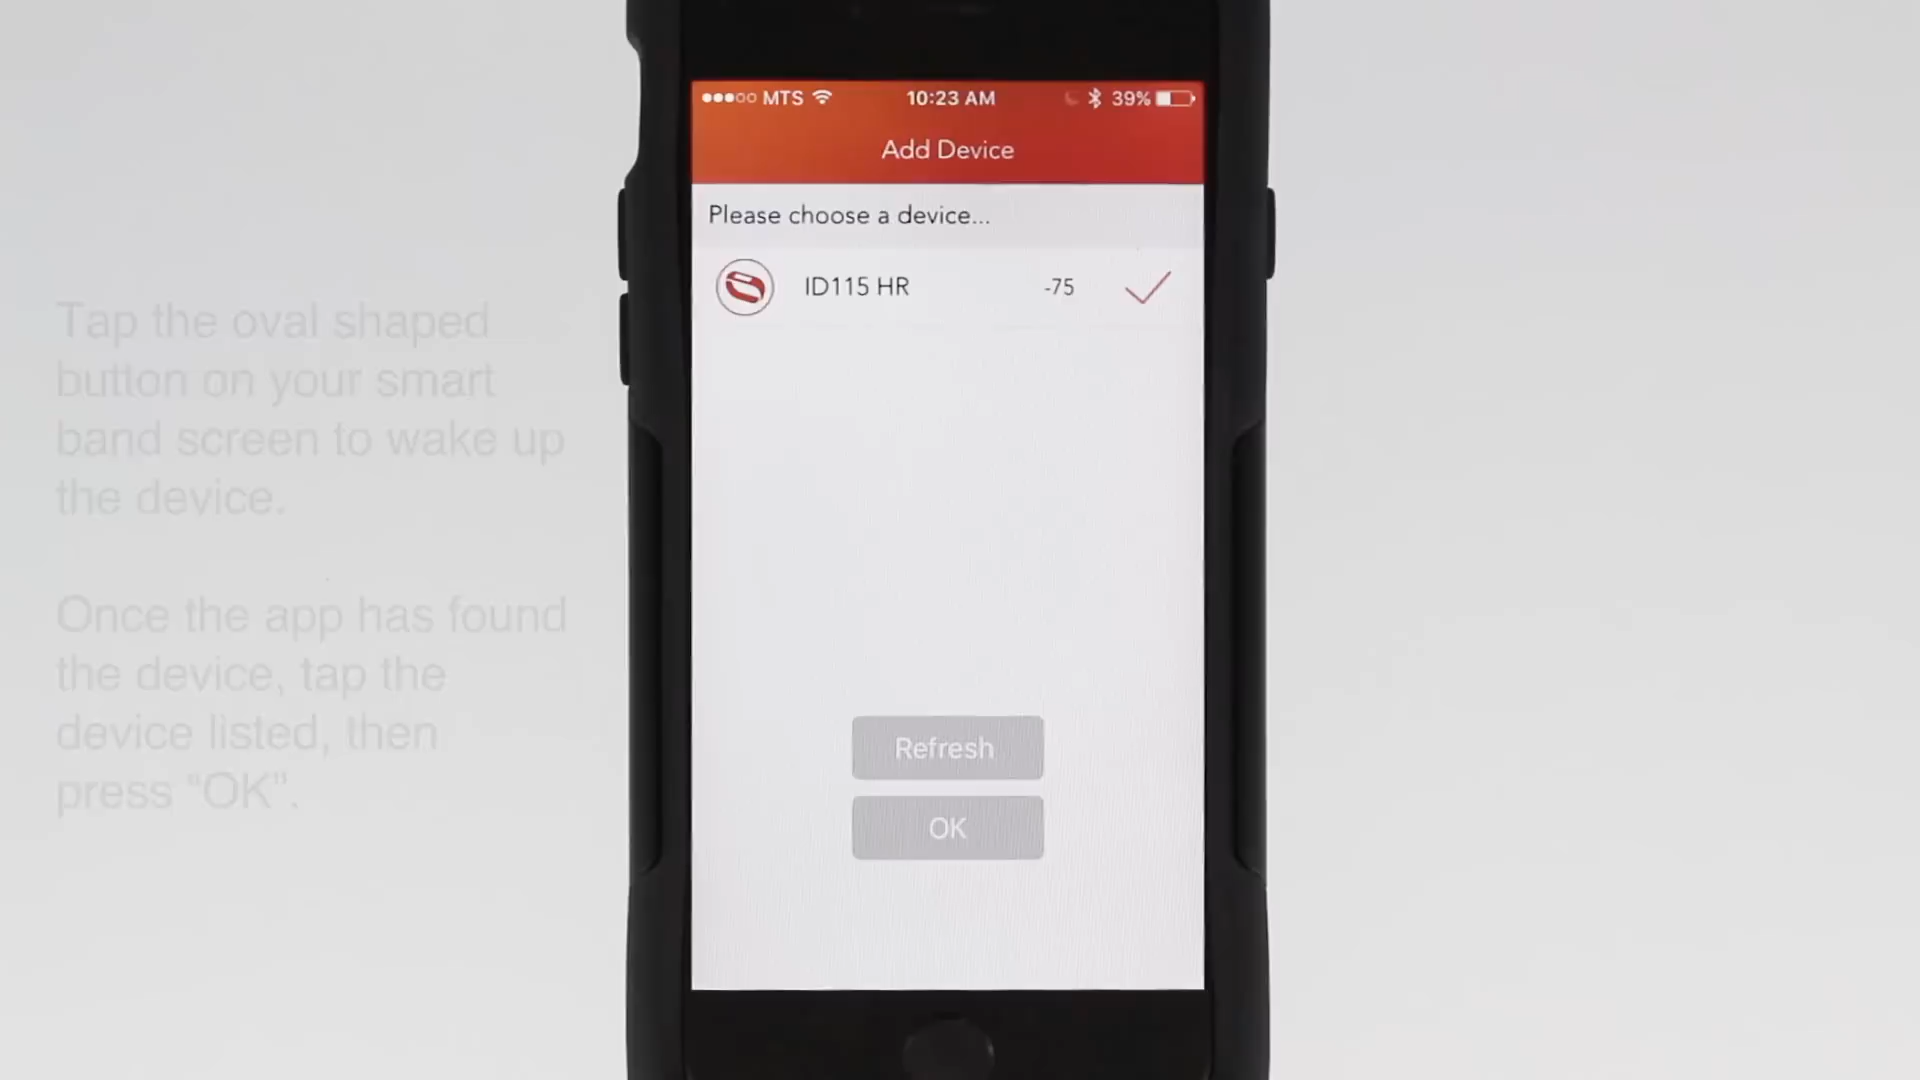 MTS
10:23 AM
39%
Add Device
Please choose a device...
ID115 HR
-75
Tap the oval shaped
button on your smart
band screen to wake up
the device.
Once the app has found
the device, tap the
device listed, then
press “OK”.
Refresh
OK